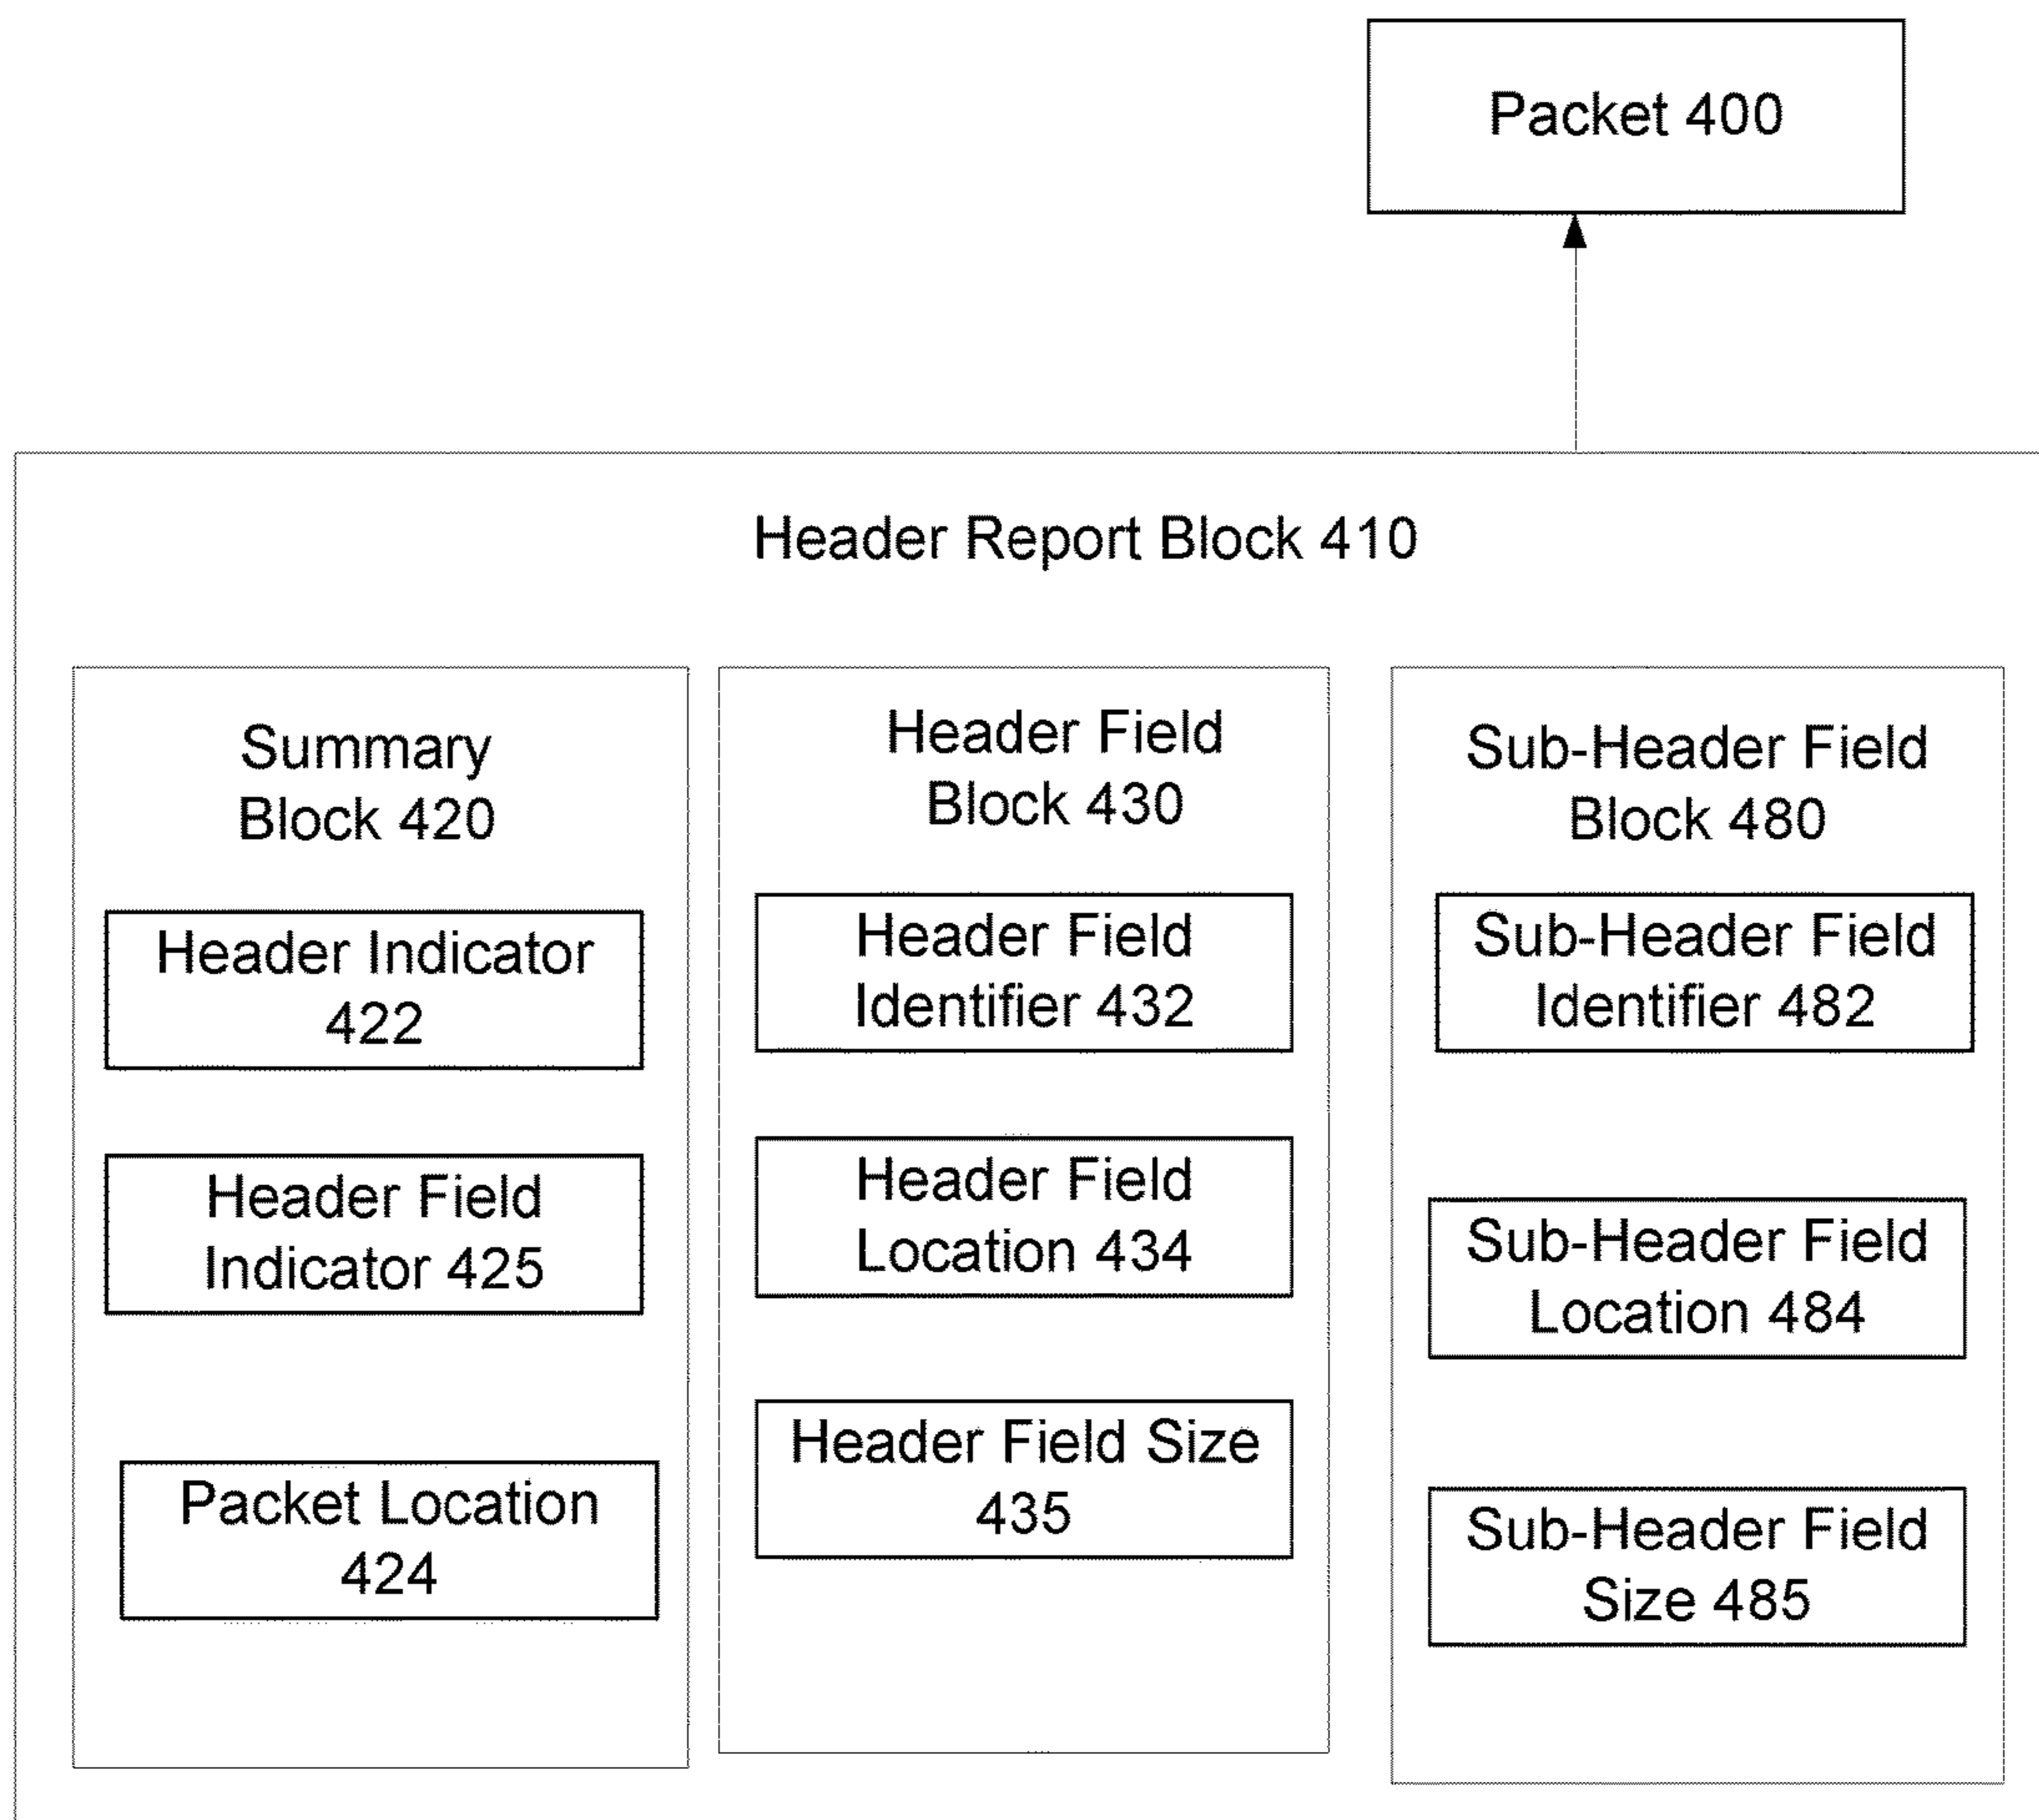 Packet 400
Header Report Block 410
Summary
Block 420
Header Indicator
422
Header Field
Indicator 425
Packet Location
424
Header Field
Block 430
Header Field
Identifier 432
Header Field
Location 434
Header Field Size
435
Sub-Header Field
Block 480
Sub-Header Field
Identifier 482
Sub-Header Field
Location 484
Sub-Header Field
Size 485